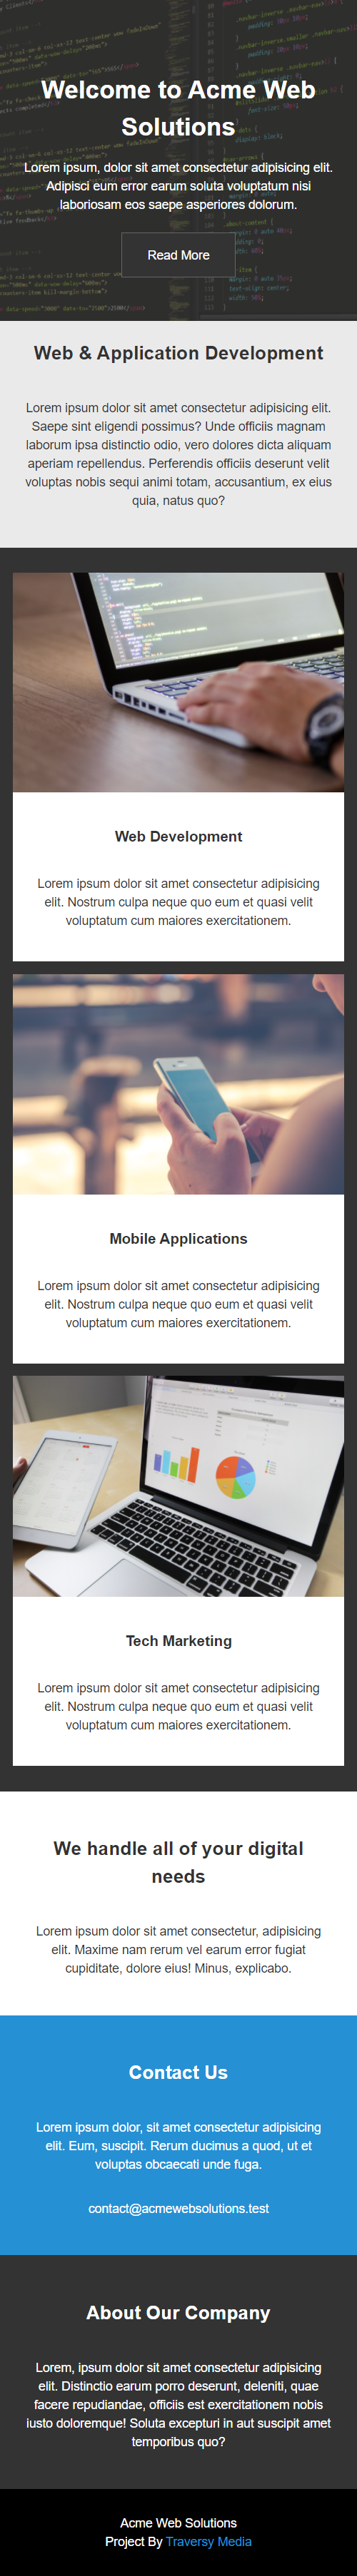 Welcome to Acme Web
Solutions
Lorem ipsum, dolor sit amet consectetur adipisicing elit.
Adipisci eum error earum soluta voluptatum nisi
laboriosam eos saepe asperiores dolorum.
Read More
Web & Application Development
Lorem ipsum dolor sit amet consectetur adipisicing elit.
Saepe sint eligendi possimus? Unde officiis magnam
laborum ipsa distinctio odio, vero dolores dicta aliquam
aperiam repellendus. Perferendis officiis deserunt velit
voluptas nobis sequi animi totam, accusantium, ex eius
quia, natus quo?
Web Development
Lorem ipsum dolor sit amet consectetur adipisicing
elit. Nostrum culpa neque quo eum et quasi velit
voluptatum cum maiores exercitationem.
Mobile Applications
Lorem ipsum dolor sit amet consectetur adipisicing
elit. Nostrum culpa neque quo eum et quasi velit
voluptatum cum maiores exercitationem.
Tech Marketing
Lorem ipsum dolor sit amet consectetur adipisicing
elit. Nostrum culpa neque quo eum et quasi velit
voluptatum cum maiores exercitationem.
We handle all of your digital
needs
Lorem ipsum dolor sit amet consectetur, adipisicing
elit. Maxime nam rerum vel earum error fugiat
cupiditate, dolore eius! Minus, explicabo.
Contact Us
Lorem ipsum dolor, sit amet consectetur adipisicing
elit. Eum, suscipit. Rerum ducimus a quod, ut et
voluptas obcaecati unde fuga.
contact@acmewebsolutions.test
About Our Company
Lorem, ipsum dolor sit amet consectetur adipisicing
elit. Distinctio earum porro deserunt, deleniti, quae
facere repudiandae, officiis est exercitationem nobis
iusto doloremque! Soluta excepturi in aut suscipit amet
temporibus quo?
Acme Web Solutions
Project By Traversy Media